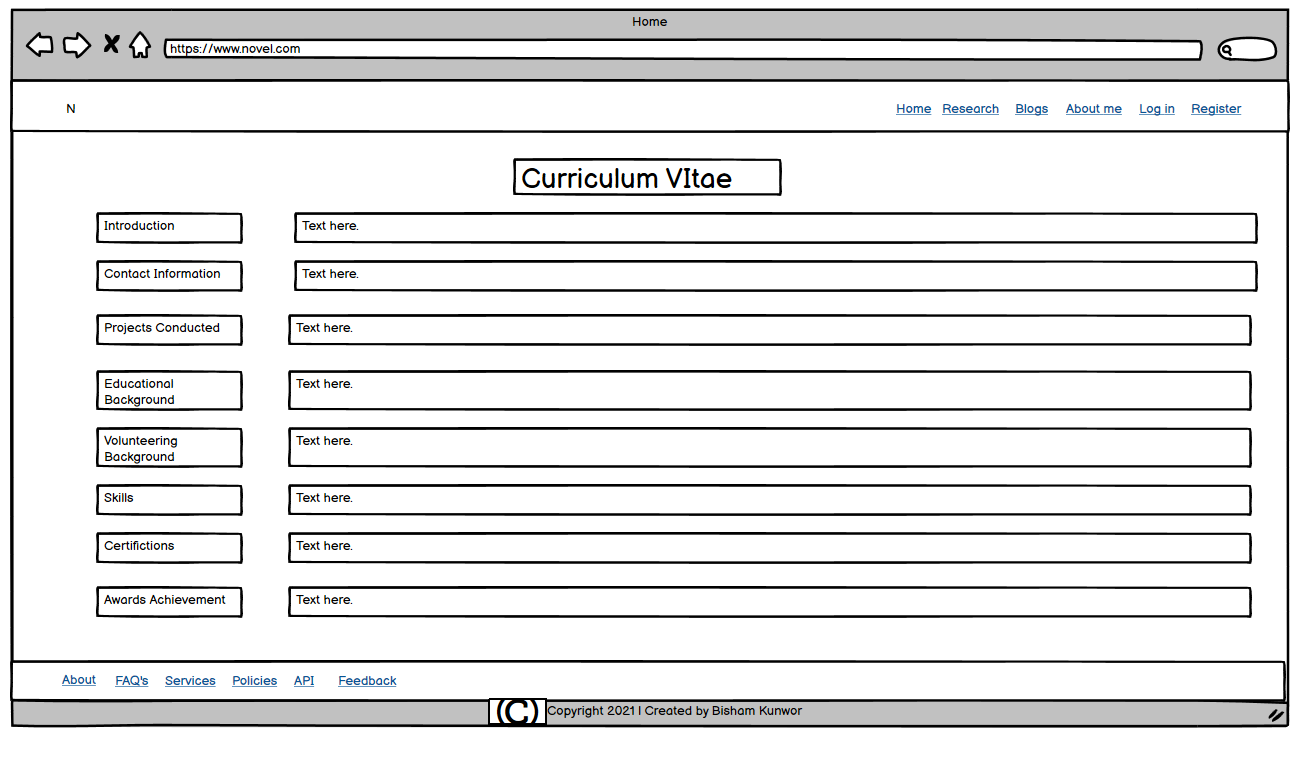 Home
https://www.novel.com
N
Home Research Blogs About me Log in Register
Curriculum VItae
Introduction
Text here.
Contact Information
Text here.
Projects Conducted
Text here.
Educational
Background
Text here.
Volunteering
Background
Text here.
Skills
Text here.
Certifictions
Text here.
Awards Achievement
Text here.
About FAQ's Services Policies API Feedback
(C) Copyright 2021 | Created by Bisham Kunwor